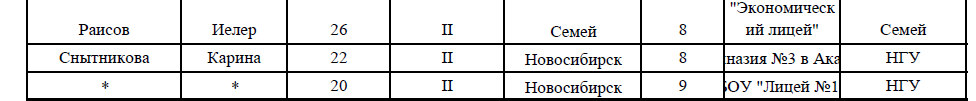 "Экономическ
Раисов Иелер 26 II Семей 8 ий лицей" Семей
Снытникова Карина 22 II Новосибирск 8 назия №3 в Ака НГУ
* * 20 II Новосибирск 9 ОУ "Лицей №1 НГУ